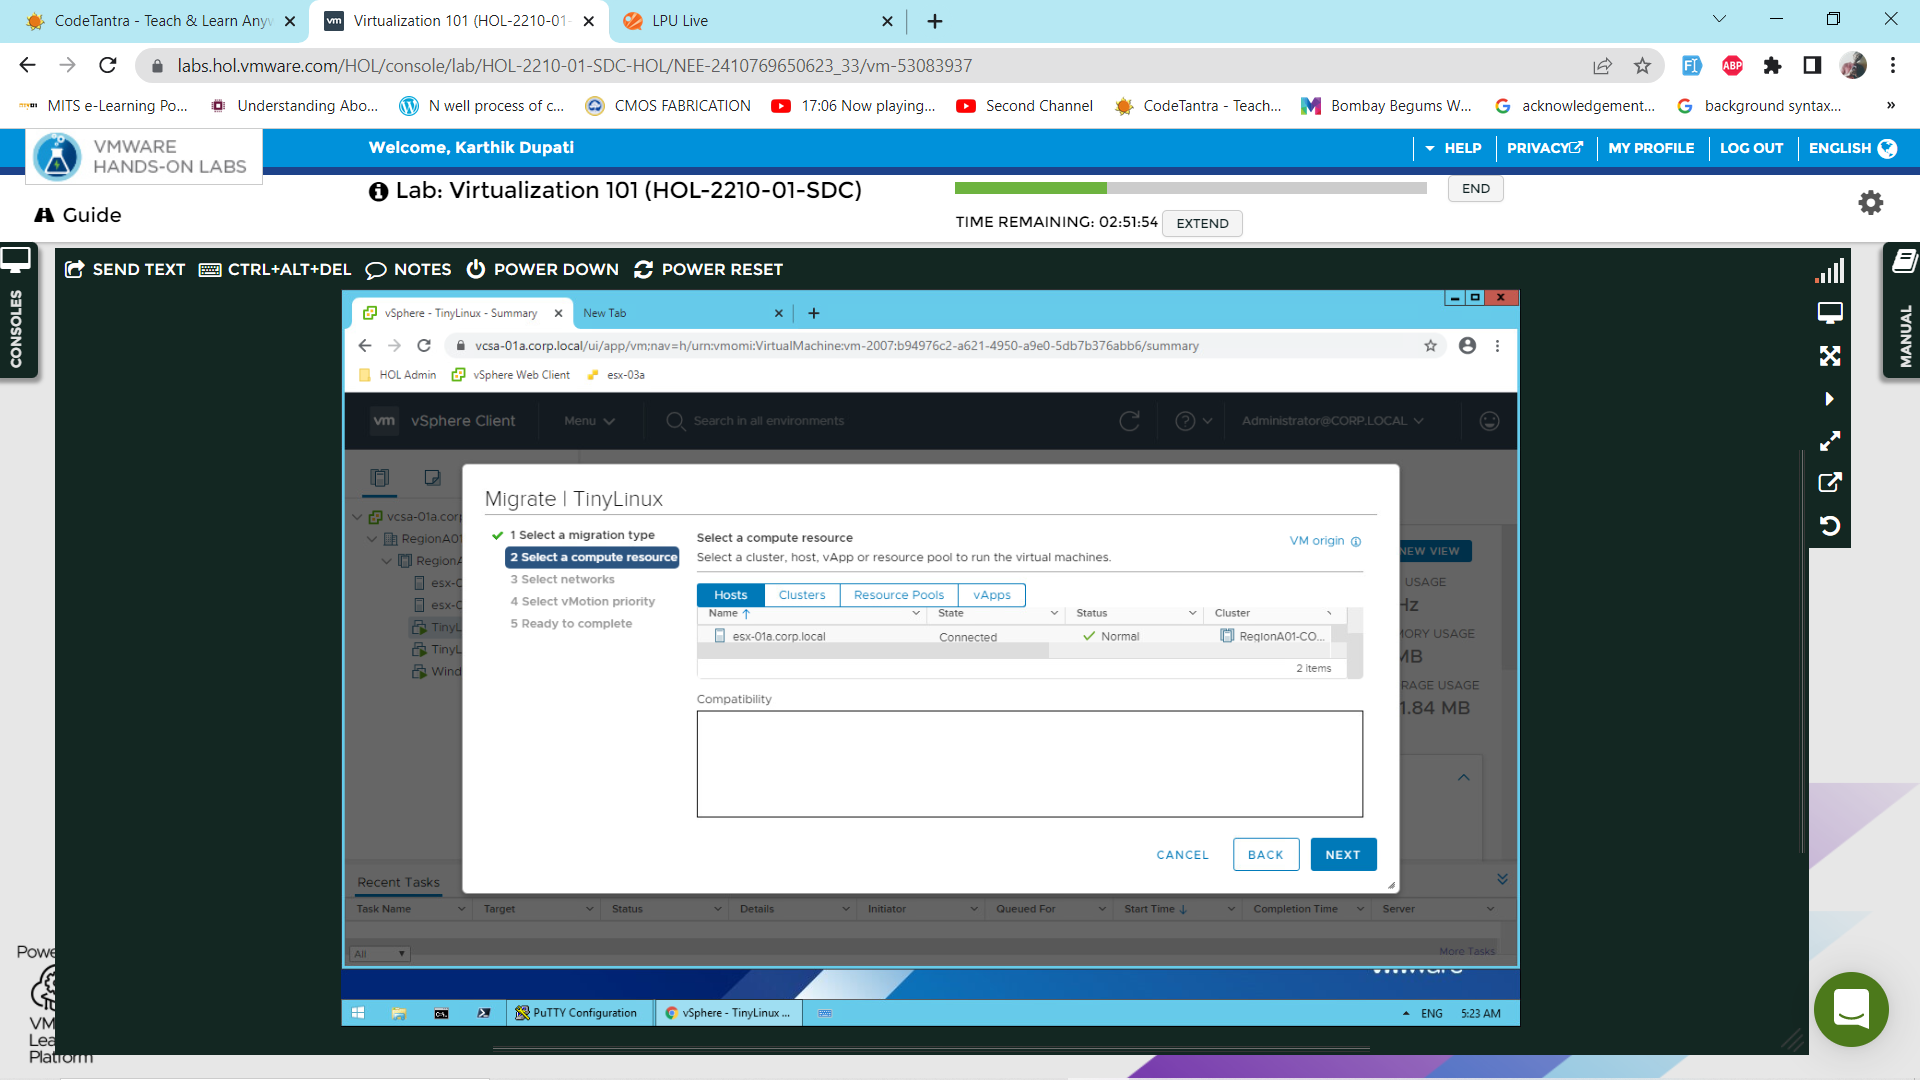 CodeTantra - Teach & Learn Any
Virtualization 101 (HOL-2210-01-
LPU Live
labs.hol.vmware.com/HOL/console/lab/HOL-2210-01-SDC-HOL/NEE-2410769650623_33/vm-53083937
MITS e-Learning Po...
Understanding Abo...
N well process of c...
CMOS FABRICATION
17:06 Now playing...
Second Channel
CodeTantra - Teach...
Bombay Begums W...
acknowledgement...
background syntax...
»
VMWARE
HANDS-ON LABS
Welcome, Karthik Dupati
HELP
PRIVACY
MY PROFILE
LOG OUT
ENGLISH
Guide
Lab: Virtualization 101 (HOL-2210-01-SDC)
END
TIME REMAINING: 02:51:54
EXTEND
CONSOLES
SEND TEXT
CTRL+ALT+DEL
NOTES
POWER DOWN
POWER RESET
MANUAL
vSphere - TinyLinux - Summary
New Tab
vcsa-01a.corp.local/ui/app/vm;nav=h/urn:vmomi:VirtualMachine:vm-2007:b94976c2-a621-4950-a9e0-5db7b376abb6/summary
HOL Admin
vSphere Web Client
esx-03a
vm
vSphere Client
Menu
Search in all environments
Administrator@CORP.LOCAL
vcsa-01a.corp
RegionA01
RegionA
esx-0
esx-0
TinyL
TinyL
Wind
Migrate | TinyLinux
1 Select a migration type
2 Select a compute resource
3 Select networks
4 Select vMotion priority
5 Ready to complete
Select a compute resource
Select a cluster, host, vApp or resource pool to run the virtual machines.
VM origin
Hosts
Clusters
Resource Pools
vApps
Name
State
Status
Cluster
esx-01a.corp.local
Connected
Normal
RegionA01-CO...
2 items
Compatibility
CANCEL
BACK
NEXT
NEW VIEW
USAGE
Hz
MORY USAGE
MB
RAGE USAGE
1.84 MB
Recent Tasks
Task Name
Target
Status
Details
Initiator
Queued For
Start Time
Completion Time
Server
All
More Tasks
PuTTY Configuration
vSphere - TinyLinux ...
ENG
5:23 AM
Powe
VM
Lea
Platform